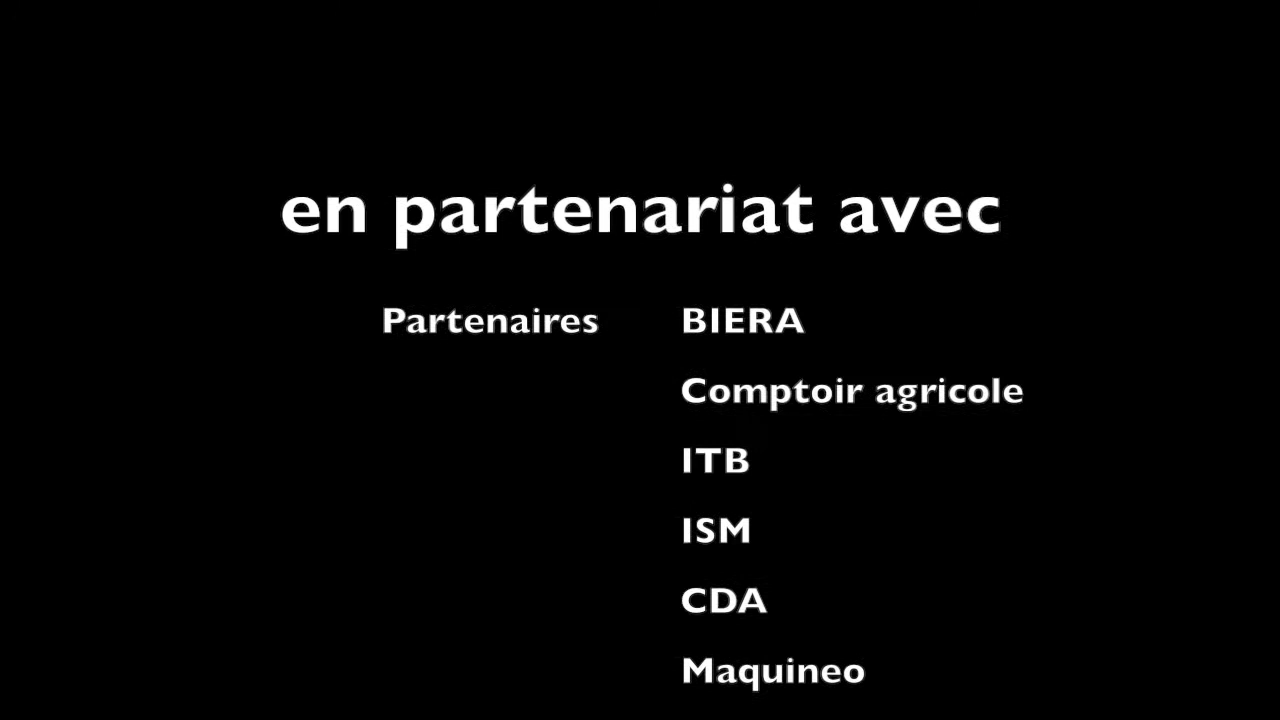 en partenariat avec
Partenaires BIERA
Comptoir agricole
ITB
ISM
CDA
Maquineo